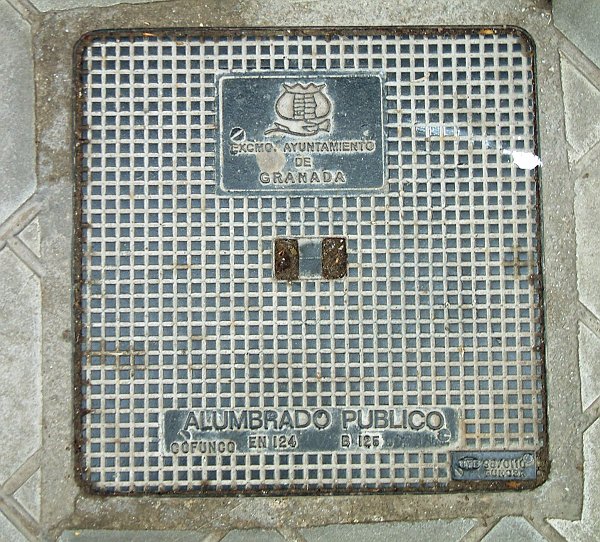 EXCMO. AYUNTAMIENTO
DE
GRANADA
ALUMBRADO PUBLICO
COFUNCO EN 124 B 125